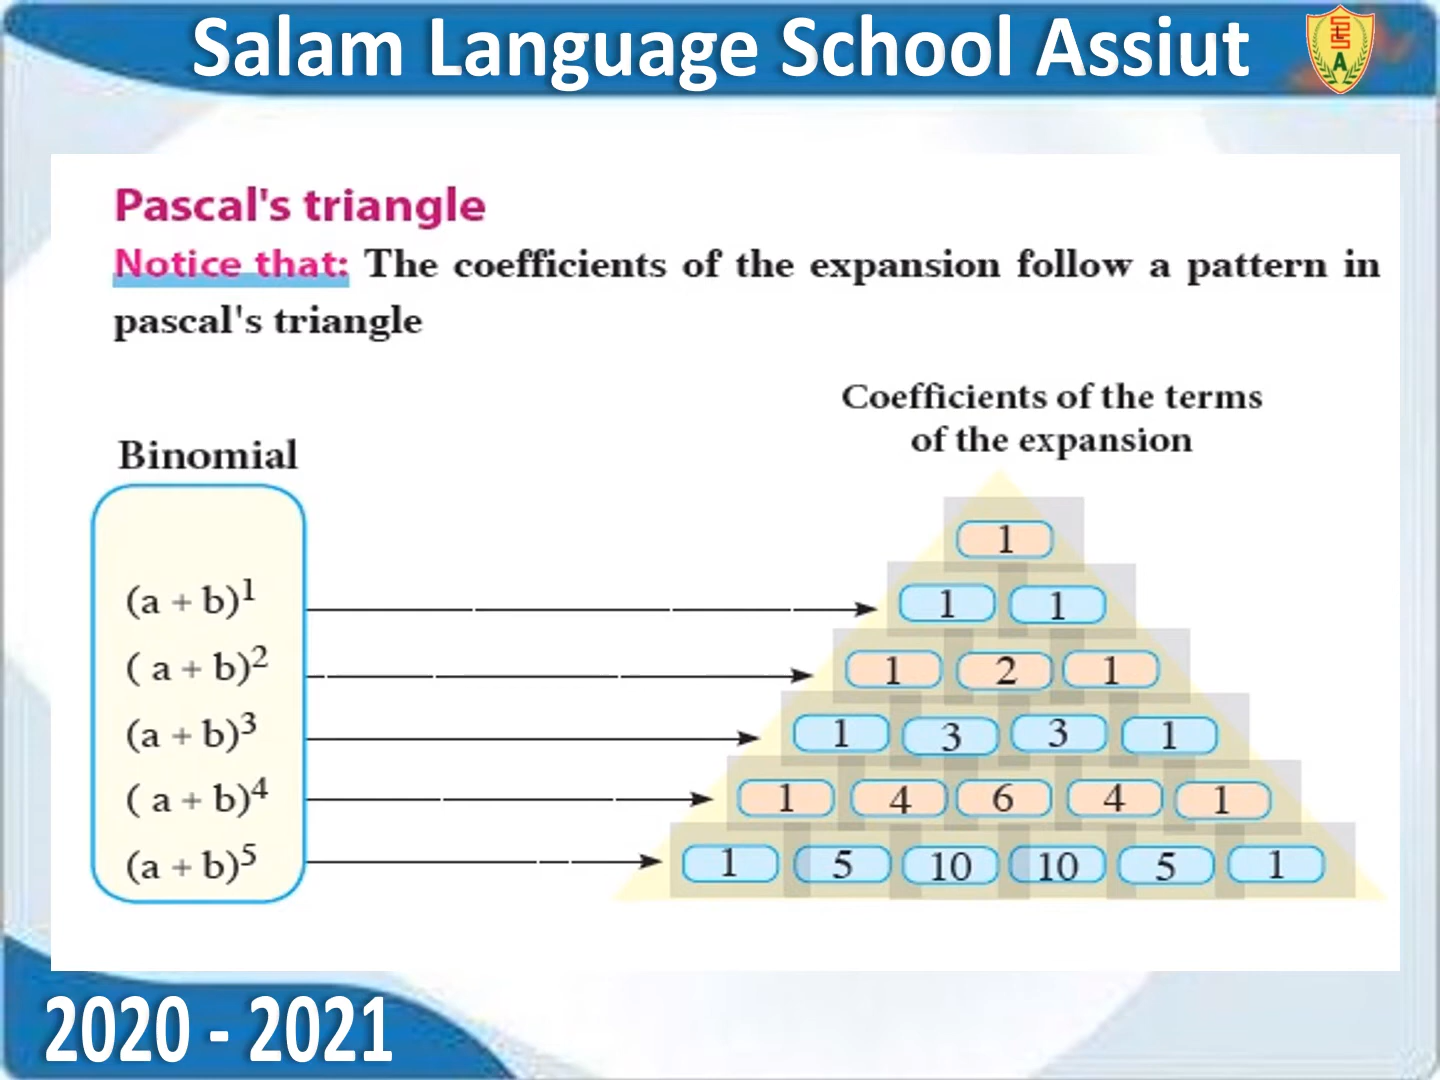 Salam Language School Assiut
Pascal's triangle
Notice that: The coefficients of the expansion follow a pattern in
pascal's triangle
Coefficients of the terms
of the expansion
Binomial
1
(a + b)¹
1 1
( a + b)²
1 2 1
(a + b)³
1 3 3 1
( a + b)⁴
1 4 6 4 1
(a + b)⁵
1 5 10 10 5 1
2020 - 2021